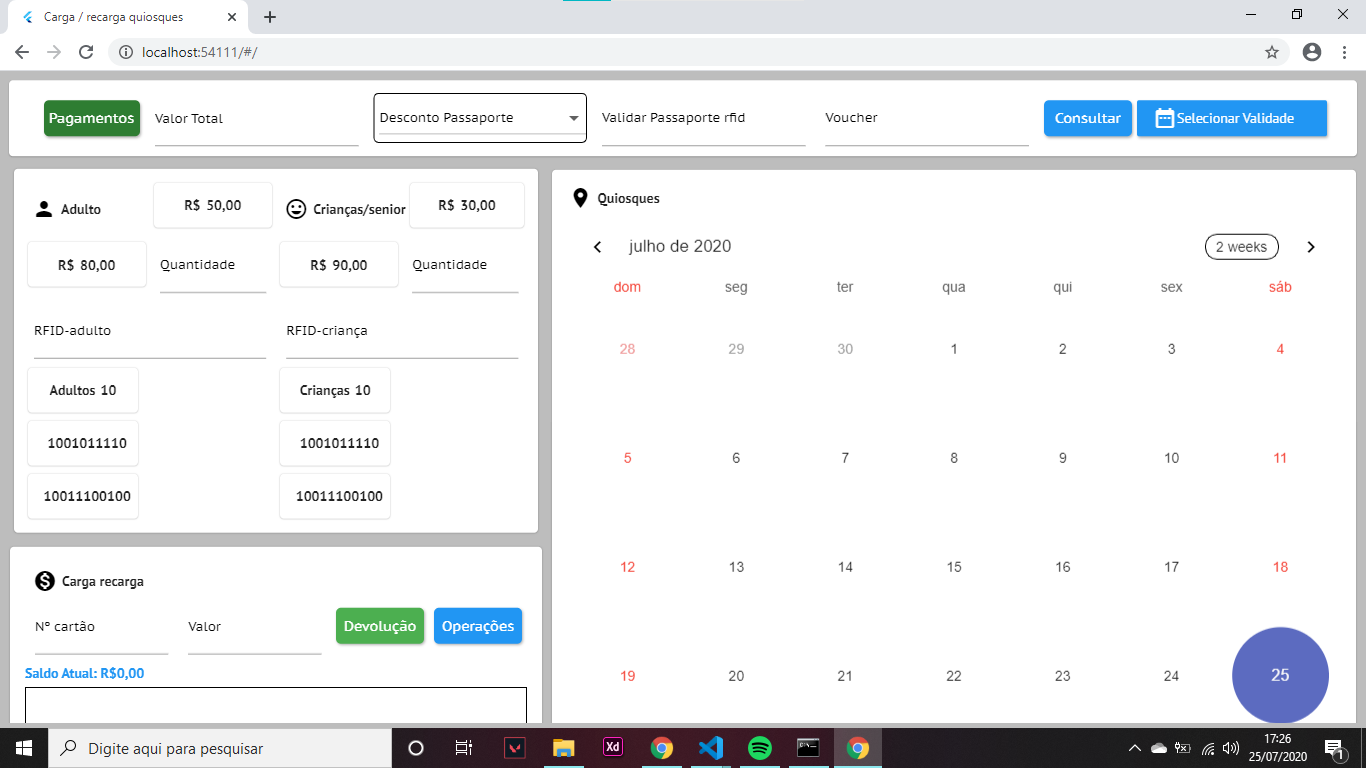 Carga / recarga quiosques
localhost:54111/#/
Pagamentos
Valor Total
Desconto Passaporte
Validar Passaporte rfid
Voucher
Consultar
Selecionar Validade
Adulto
R$ 50,00
Crianças/senior
R$ 30,00
R$ 80,00
Quantidade
R$ 90,00
Quantidade
RFID-adulto
RFID-criança
Adultos 10
Crianças 10
1001011110
1001011110
10011100100
10011100100
Carga recarga
Nº cartão
Valor
Devolução
Operações
Saldo Atual: R$0,00
Quiosques
julho de 2020
2 weeks
dom seg ter qua qui sex sáb
28 29 30 1 2 3 4
5 6 7 8 9 10 11
12 13 14 15 16 17 18
19 20 21 22 23 24 25
Digite aqui para pesquisar
Xd
17:26
25/07/2020
1